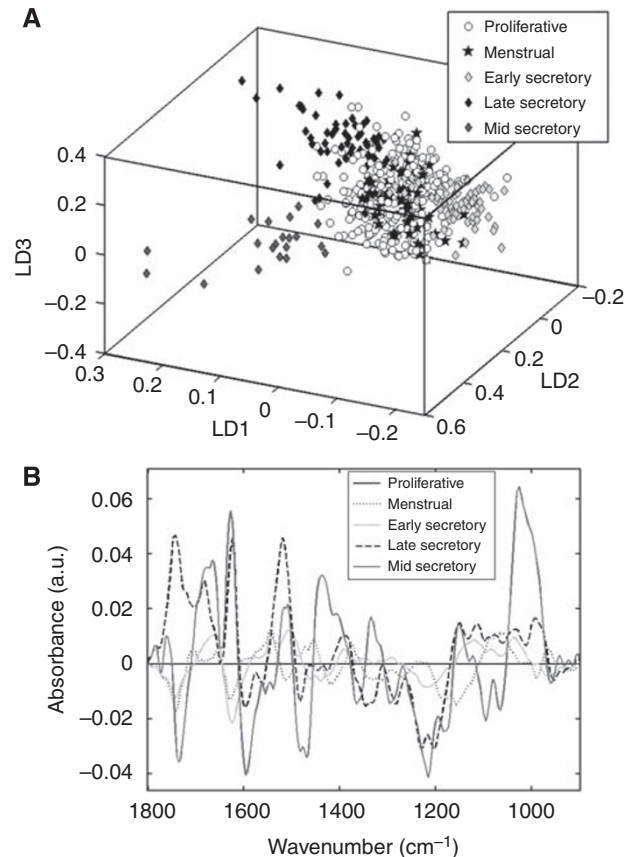 A
Proliferative
Menstrual
Early secretory
Late secretory
Mid secretory
0.4
0.2
0
−0.2
−0.4
LD3
0.3
0.2
0.1
0
−0.1
−0.2
LD1
0.6
0.4
0.2
0
−0.2
LD2
B
Proliferative
Menstrual
Early secretory
Late secretory
Mid secretory
0.06
0.04
0.02
0
−0.02
−0.04
Absorbance (a.u.)
1800 1600 1400 1200 1000
Wavenumber (cm⁻¹)